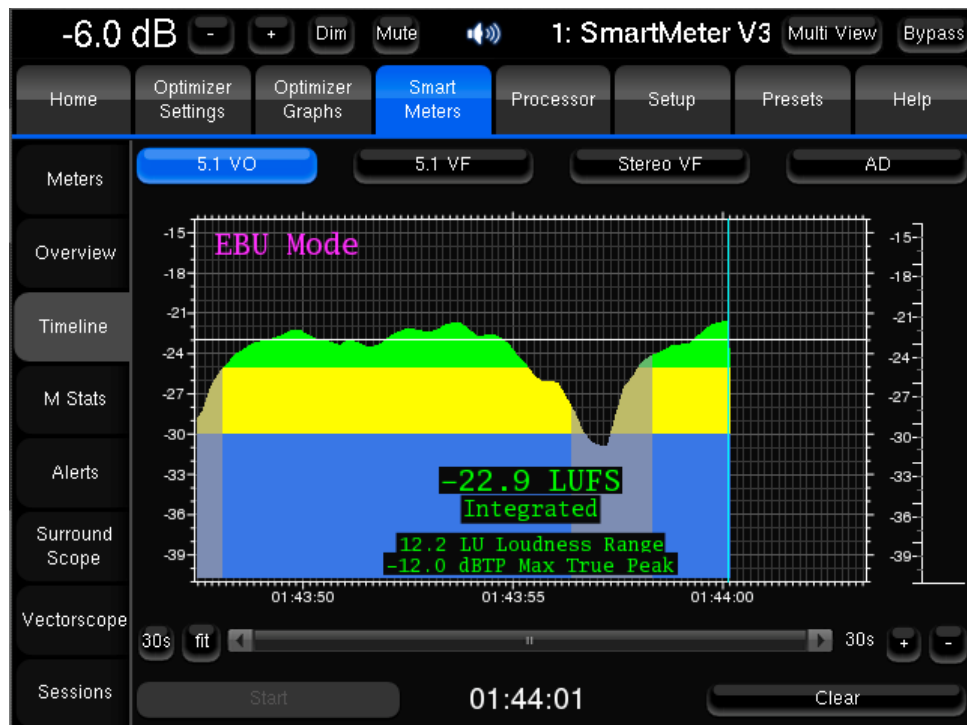 -6.0 dB - + Dim Mute 1: SmartMeter V3 Multi View Bypass
Home Optimizer Settings Optimizer Graphs Smart Meters Processor Setup Presets Help
Meters
Overview
Timeline
M Stats
Alerts
Surround Scope
Vectorscope
Sessions
5.1 VO 5.1 VF Stereo VF AD
EBU Mode
-15 -15
-18 -18
-21 -21
-24 -24
-27 -27
-30 -30
-33 -33
-36 -36
-39 -39
-22.9 LUFS
Integrated
12.2 LU Loudness Range
-12.0 dBTP Max True Peak
01:43:50 01:43:55 01:44:00
30s fit 30s + -
Start 01:44:01 Clear